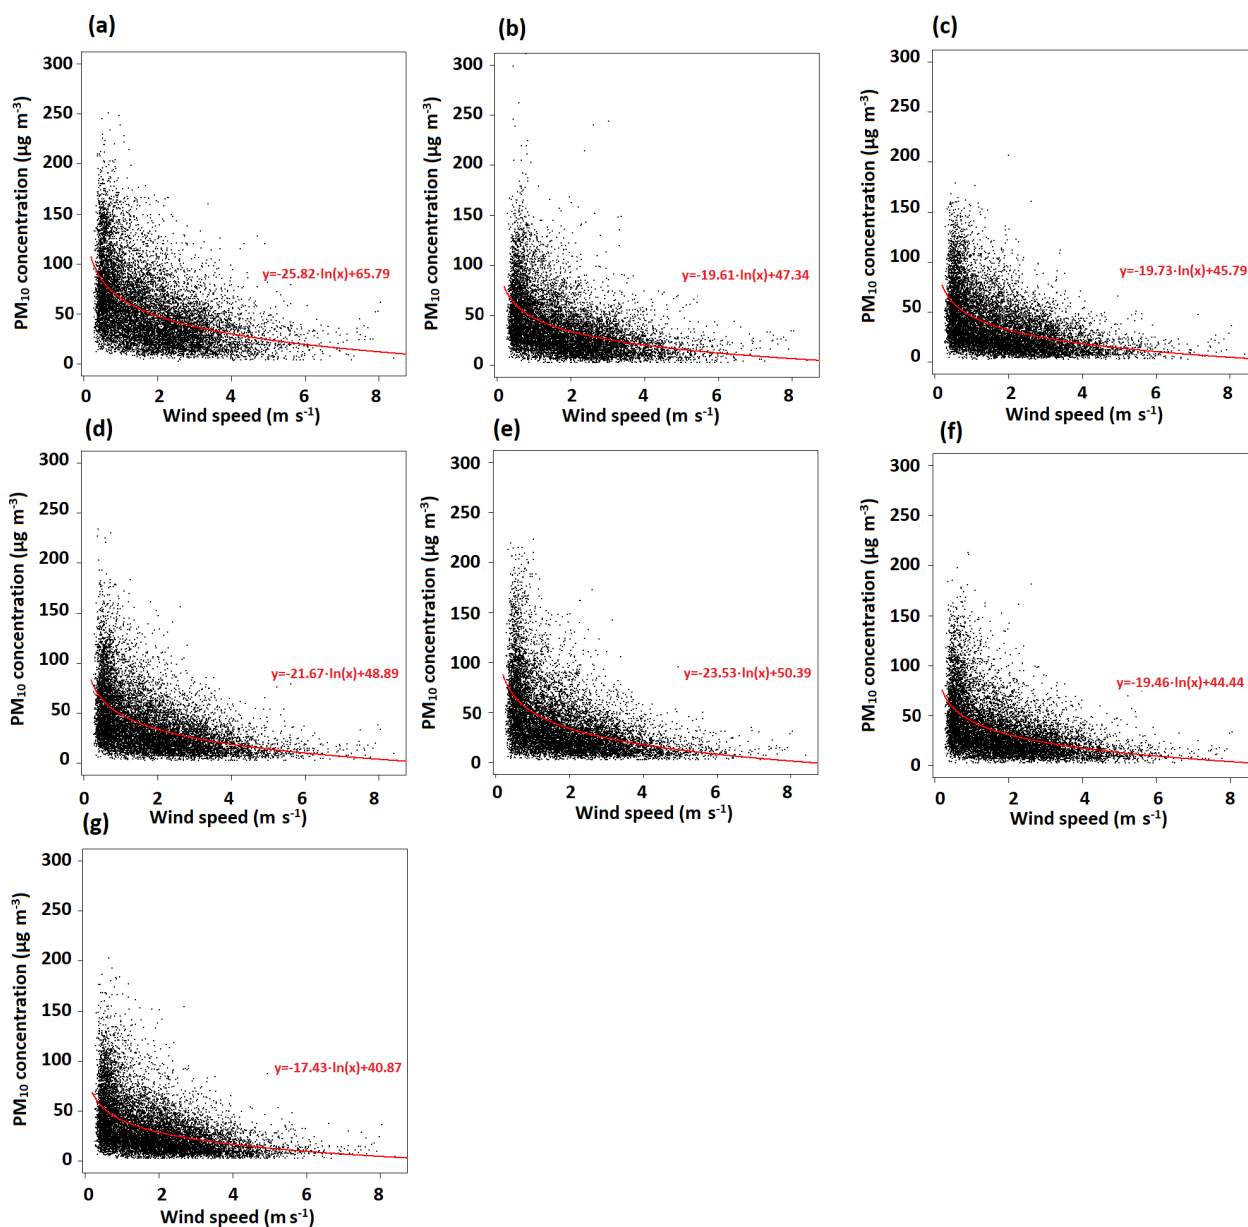 (a)
300
250
200
150
100
50
0
PM₁₀ concentration (µg m⁻³)
y=-25.82·ln(x)+65.79
0 2 4 6 8
Wind speed (m s⁻¹)
(b)
300
250
200
150
100
50
0
PM₁₀ concentration (µg m⁻³)
y=-19.61·ln(x)+47.34
0 2 4 6 8
Wind speed (m s⁻¹)
(c)
300
250
200
150
100
50
0
PM₁₀ concentration (µg m⁻³)
y=-19.73·ln(x)+45.79
0 2 4 6 8
Wind speed (m s⁻¹)
(d)
300
250
200
150
100
50
0
PM₁₀ concentration (µg m⁻³)
y=-21.67·ln(x)+48.89
0 2 4 6 8
Wind speed (m s⁻¹)
(e)
300
250
200
150
100
50
0
PM₁₀ concentration (µg m⁻³)
y=-23.53·ln(x)+50.39
0 2 4 6 8
Wind speed (m s⁻¹)
(f)
300
250
200
150
100
50
0
PM₁₀ concentration (µg m⁻³)
y=-19.46·ln(x)+44.44
0 2 4 6 8
Wind speed (m s⁻¹)
(g)
300
250
200
150
100
50
0
PM₁₀ concentration (µg m⁻³)
y=-17.43·ln(x)+40.87
0 2 4 6 8
Wind speed (m s⁻¹)